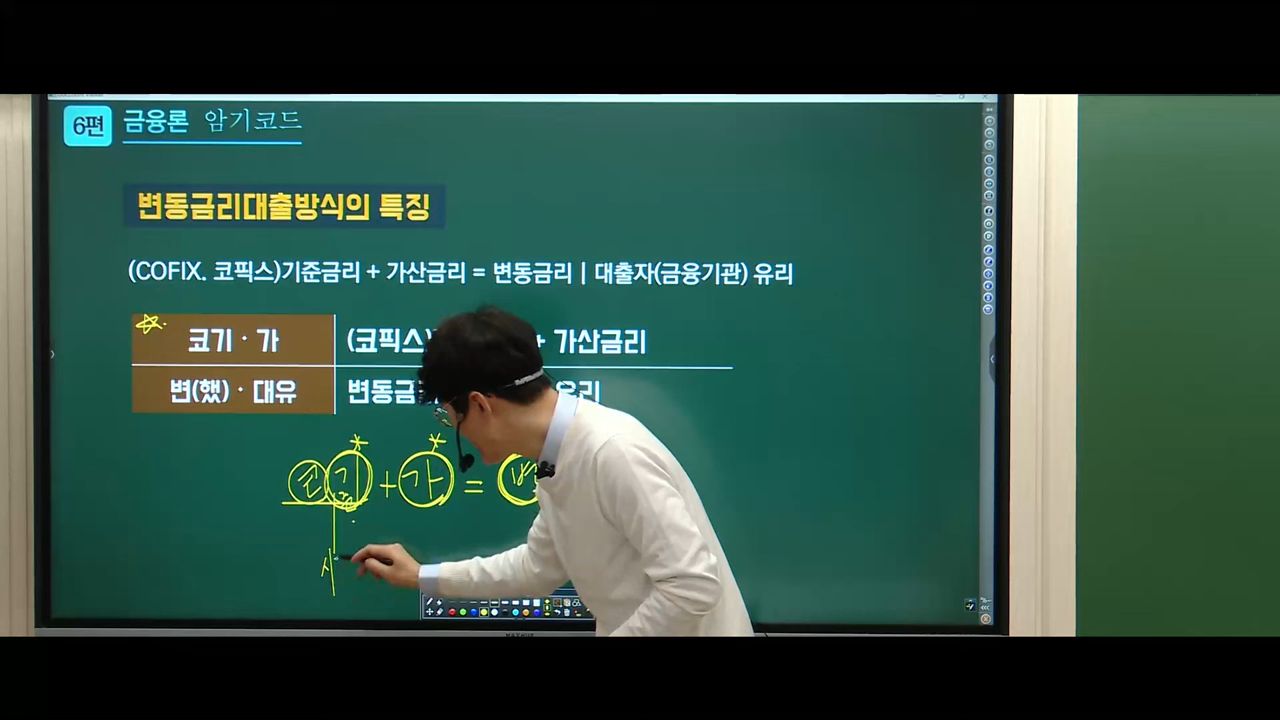 6편 금융론 암기코드
변동금리대출방식의 특징
(COFIX. 코픽스)기준금리 + 가산금리 = 변동금리 | 대출자(금융기관) 유리
코기 · 가 (코픽스) + 가산금리
변(했) · 대유 변동금 유리
코 기 + 가 = 변